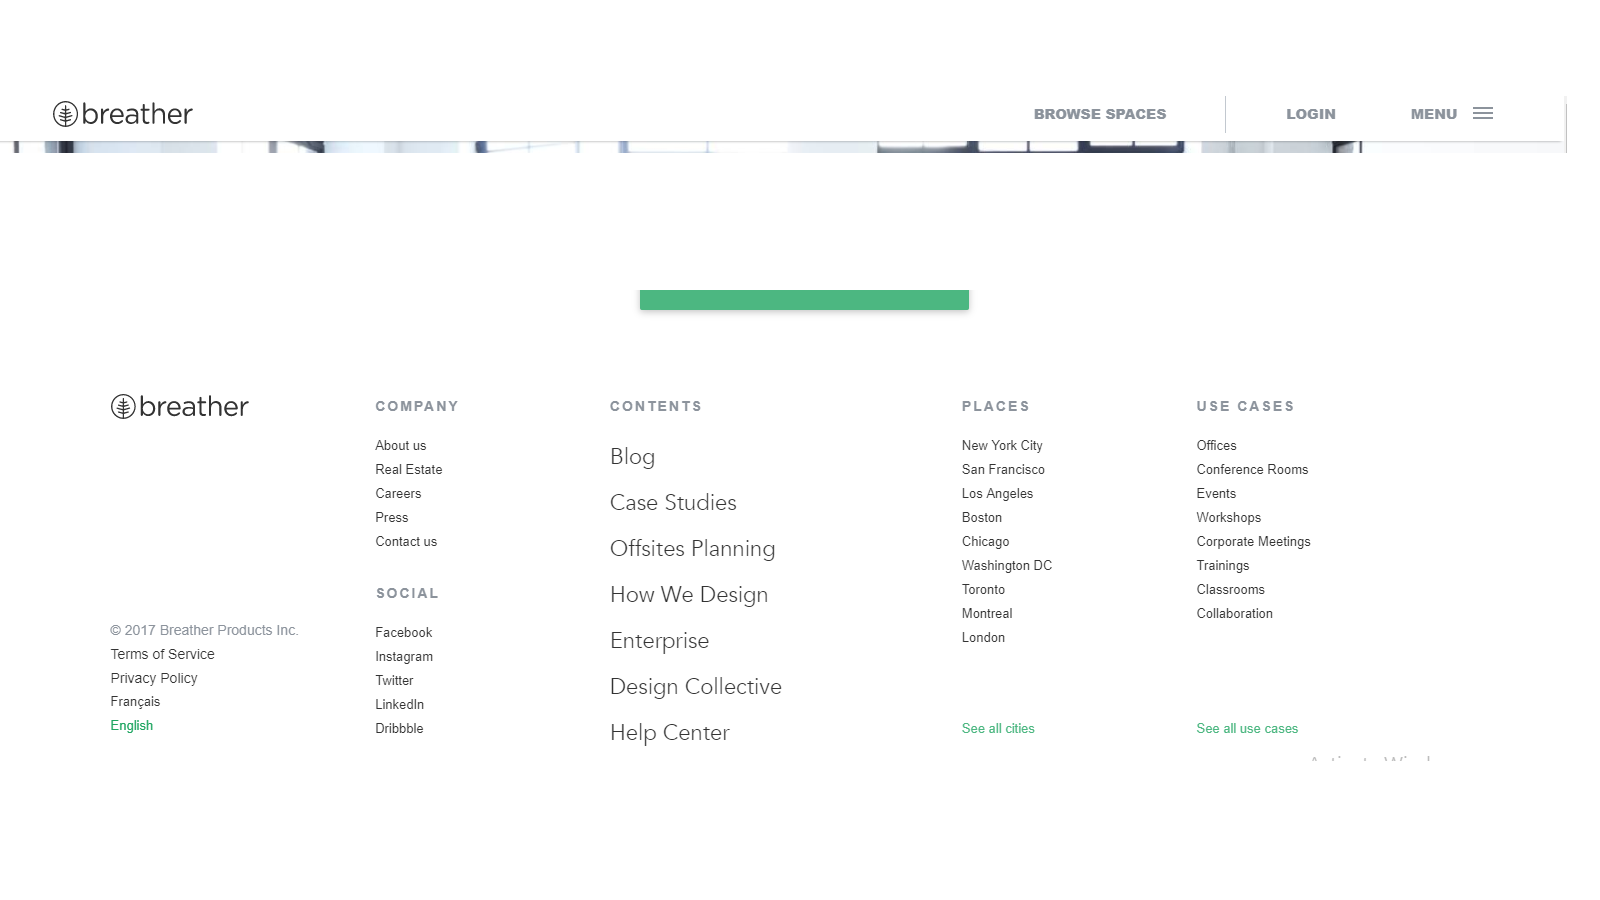 breather
BROWSE SPACES
LOGIN
MENU
breather
© 2017 Breather Products Inc.
Terms of Service
Privacy Policy
Français
English
COMPANY
About us
Real Estate
Careers
Press
Contact us
SOCIAL
Facebook
Instagram
Twitter
LinkedIn
Dribbble
CONTENTS
Blog
Case Studies
Offsites Planning
How We Design
Enterprise
Design Collective
Help Center
PLACES
New York City
San Francisco
Los Angeles
Boston
Chicago
Washington DC
Toronto
Montreal
London
See all cities
USE CASES
Offices
Conference Rooms
Events
Workshops
Corporate Meetings
Trainings
Classrooms
Collaboration
See all use cases